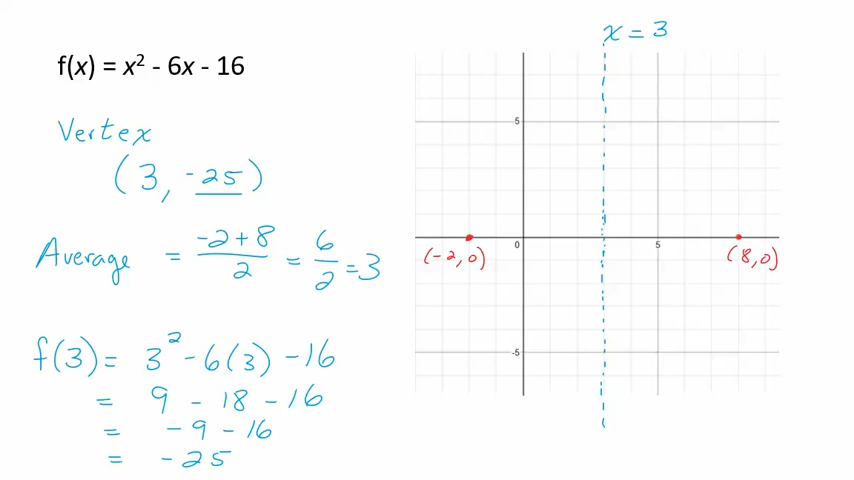 x = 3
f(x) = x² - 6x - 16
Vertex
(3, -25)
Average = (-2+8)/2 = 6/2 = 3
f(3) = 3² - 6(3) - 16
= 9 - 18 - 16
= -9 - 16
= -25
5
0
5
(-2,0)
(8,0)
-5